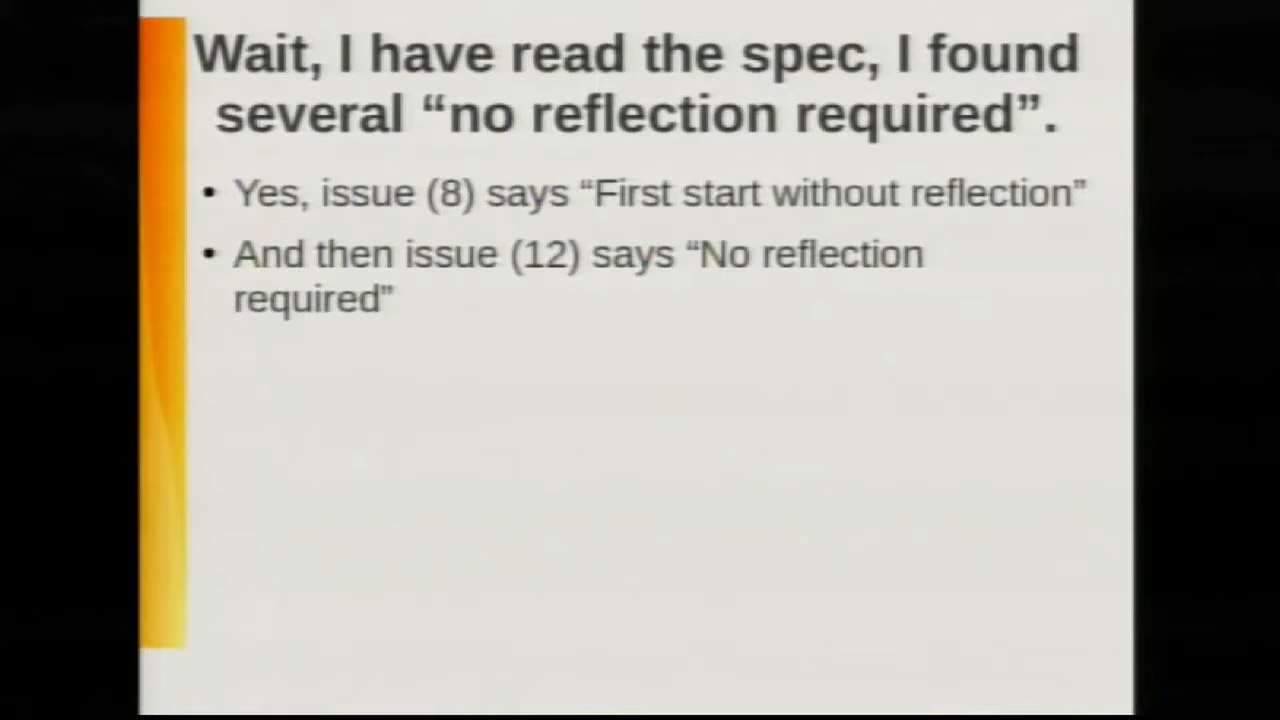 Wait, I have read the spec, I found
several “no reflection required”.
• Yes, issue (8) says “First start without reflection”
• And then issue (12) says “No reflection
required”